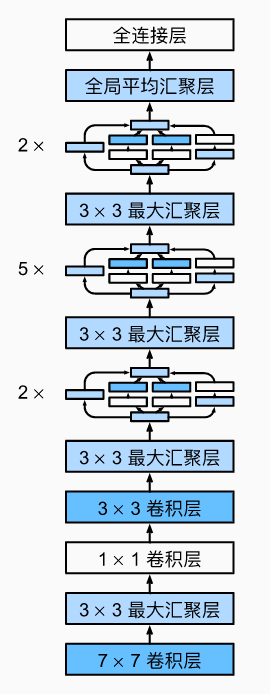 全连接层
全局平均汇聚层
2 ×
3 × 3 最大汇聚层
5 ×
3 × 3 最大汇聚层
2 ×
3 × 3 最大汇聚层
3 × 3 卷积层
1 × 1 卷积层
3 × 3 最大汇聚层
7 × 7 卷积层